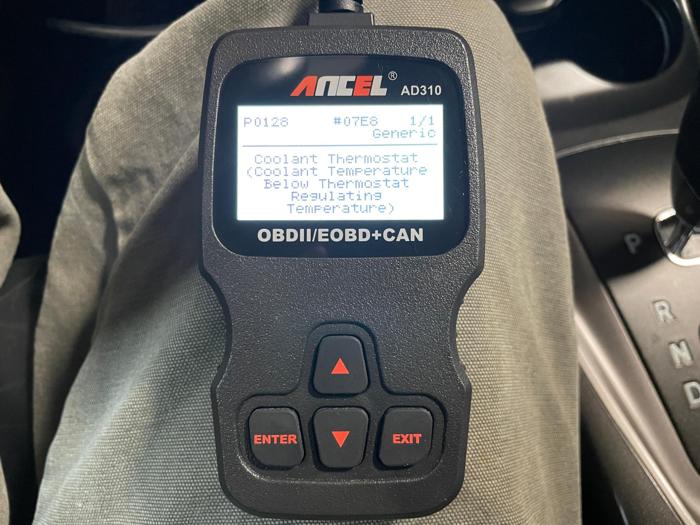 ANCEL®
AD310
P0128 #07E8 1/1
Generic
Coolant Thermostat
(Coolant Temperature
Below Thermostat
Regulating
Temperature)
OBDII/EOBD+CAN
▲
ENTER ▼ EXIT
P
R
N
D